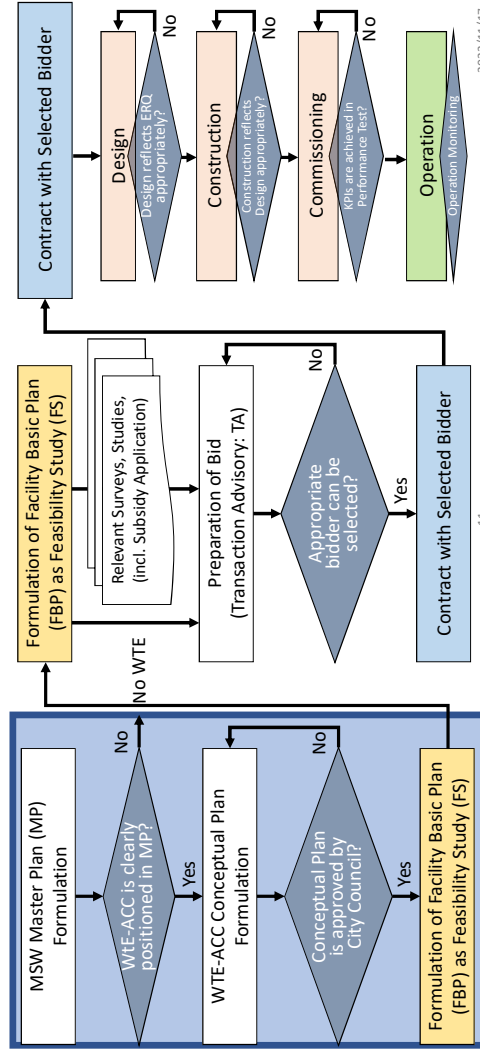 MSW Master Plan (MP)
Formulation
WtE-ACC is clearly
positioned in MP?
No
No WTE
Yes
WTE-ACC Conceptual Plan
Formulation
Conceptual Plan
is approved by
City Council?
No
Yes
Formulation of Facility Basic Plan
(FBP) as Feasibility Study (FS)
Formulation of Facility Basic Plan
(FBP) as Feasibility Study (FS)
Relevant Surveys, Studies,
(incl. Subsidy Application)
Preparation of Bid
(Transaction Advisory: TA)
Appropriate
bidder can be
selected?
No
Yes
Contract with Selected Bidder
Contract with Selected Bidder
Design
Design reflects ERQ
appropriately?
No
Construction
Construction reflects
Design appropriately?
No
Commissioning
KPIs are achieved in
Performance Test?
No
Operation
Operation Monitoring